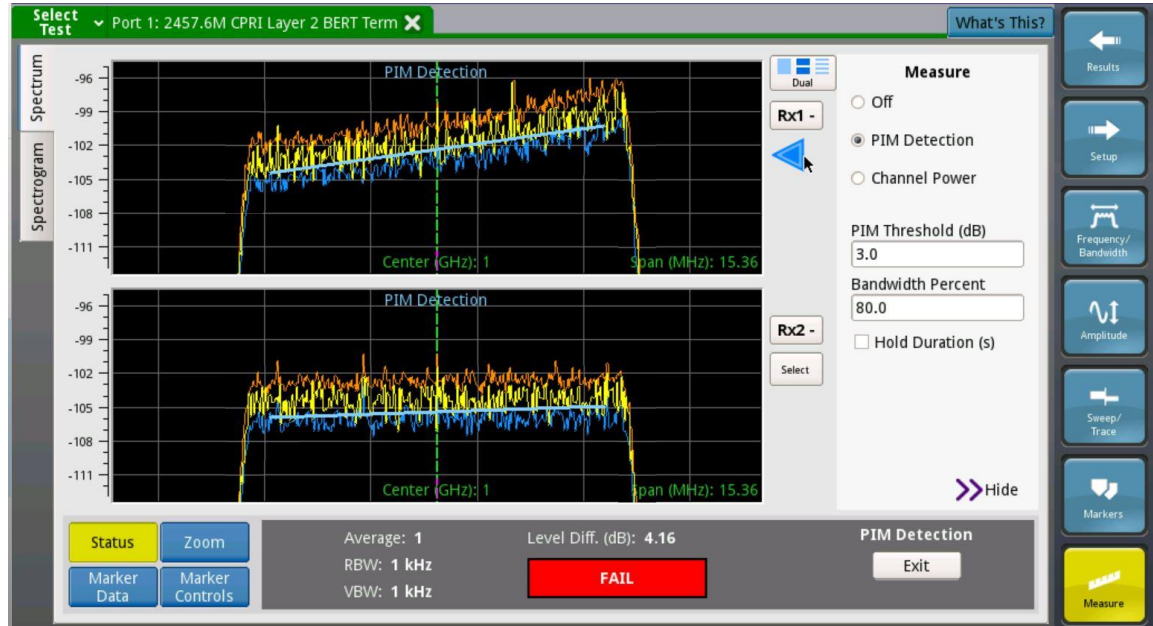 Select
Test
Port 1: 2457.6M CPRI Layer 2 BERT Term
What's This?
Spectrum
Spectrogram
PIM Detection
-96
-99
-102
-105
-108
-111
Center (GHz): 1
Span (MHz): 15.36
PIM Detection
-96
-99
-102
-105
-108
-111
Center (GHz): 1
Span (MHz): 15.36
Dual
Rx1 -
Rx2 -
Select
Measure
Off
PIM Detection
Channel Power
PIM Threshold (dB)
3.0
Bandwidth Percent
80.0
Hold Duration (s)
Hide
Status
Zoom
Marker
Data
Marker
Controls
Average: 1
RBW: 1 kHz
VBW: 1 kHz
Level Diff. (dB): 4.16
FAIL
PIM Detection
Exit
Results
Setup
Frequency/
Bandwidth
Amplitude
Sweep/
Trace
Markers
Measure